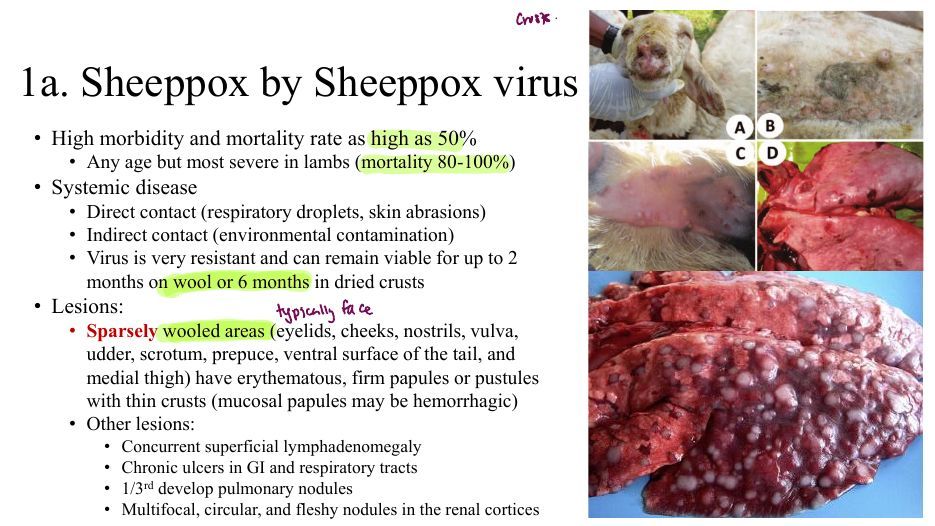 Crusts.
1a. Sheeppox by Sheeppox virus
• High morbidity and mortality rate as high as 50%
• Any age but most severe in lambs (mortality 80-100%)
• Systemic disease
• Direct contact (respiratory droplets, skin abrasions)
• Indirect contact (environmental contamination)
• Virus is very resistant and can remain viable for up to 2
months on wool or 6 months in dried crusts
• Lesions:
typically face
• Sparsely wooled areas (eyelids, cheeks, nostrils, vulva,
udder, scrotum, prepuce, ventral surface of the tail, and
medial thigh) have erythematous, firm papules or pustules
with thin crusts (mucosal papules may be hemorrhagic)
• Other lesions:
• Concurrent superficial lymphadenomegaly
• Chronic ulcers in GI and respiratory tracts
• 1/3rd develop pulmonary nodules
• Multifocal, circular, and fleshy nodules in the renal cortices
A B
C D